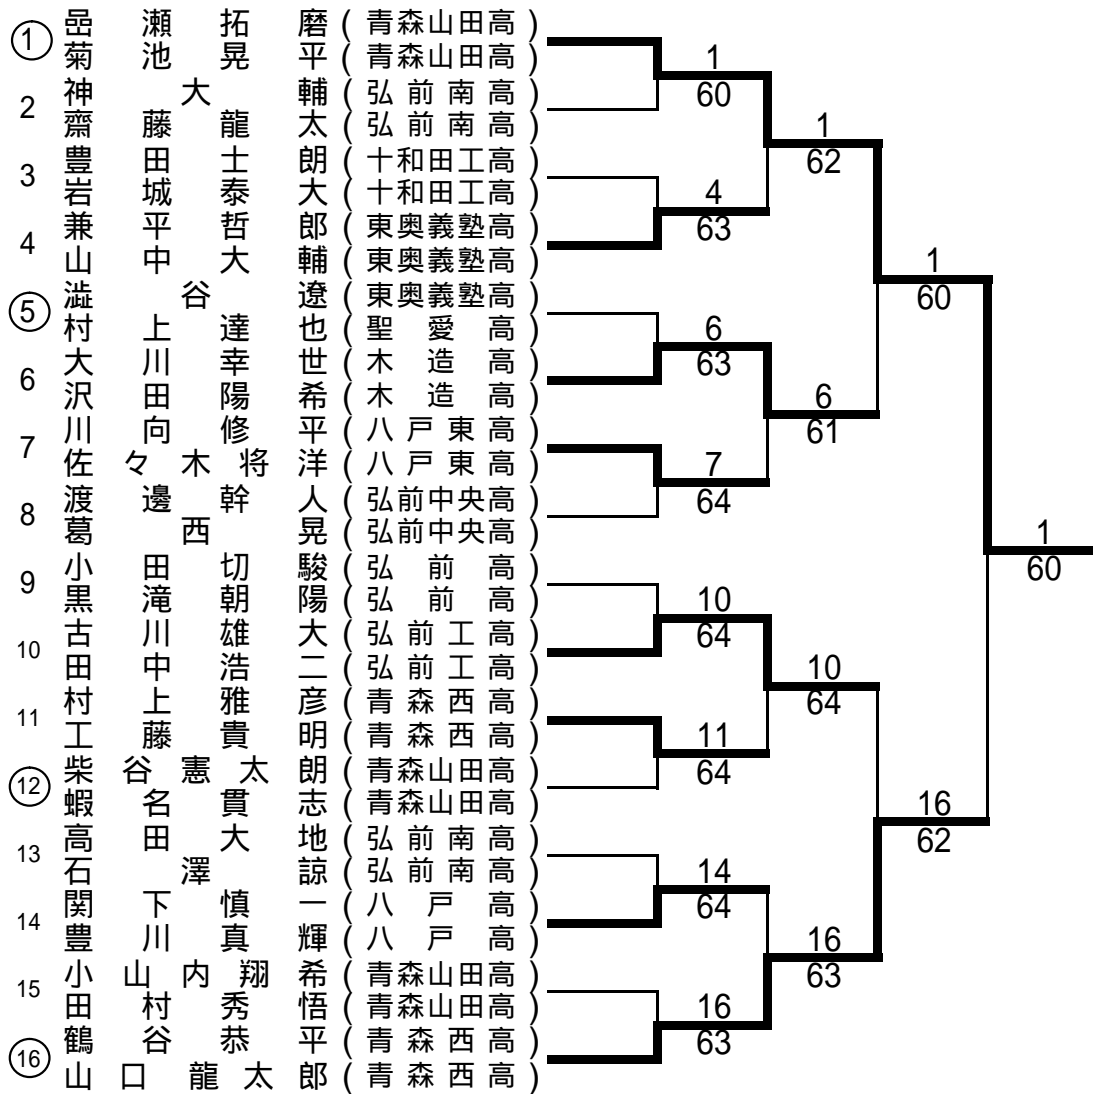 ① 嵒瀬拓磨(青森山田高)
菊池晃平(青森山田高)
2 神大輔(弘前南高)
齋藤龍太(弘前南高)
3 豊田士朗(十和田工高)
岩城泰大(十和田工高)
4 兼平哲郎(東奥義塾高)
山中大輔(東奥義塾高)
⑤ 澁谷遼(東奥義塾高)
村上達也(聖愛高)
6 大川幸世(木造高)
沢田陽希(木造高)
7 川向修平(八戸東高)
佐々木将洋(八戸東高)
8 渡邊幹人(弘前中央高)
葛西晃(弘前中央高)
9 小田切駿(弘前高)
黒滝朝陽(弘前高)
10 古川雄大(弘前工高)
田中浩二(弘前工高)
11 村上雅彦(青森西高)
工藤貴明(青森西高)
⑫ 柴谷憲太朗(青森山田高)
蝦名貫志(青森山田高)
13 高田大地(弘前南高)
石澤諒(弘前南高)
14 関下慎一(八戸高)
豊川真輝(八戸高)
15 小山内翔希(青森山田高)
田村秀悟(青森山田高)
⑯ 鶴谷恭平(青森西高)
山口龍太郎(青森西高)
1
60
4
63
6
63
7
64
10
64
11
64
14
64
16
63
1
62
6
61
10
64
16
63
1
60
16
62
1
60